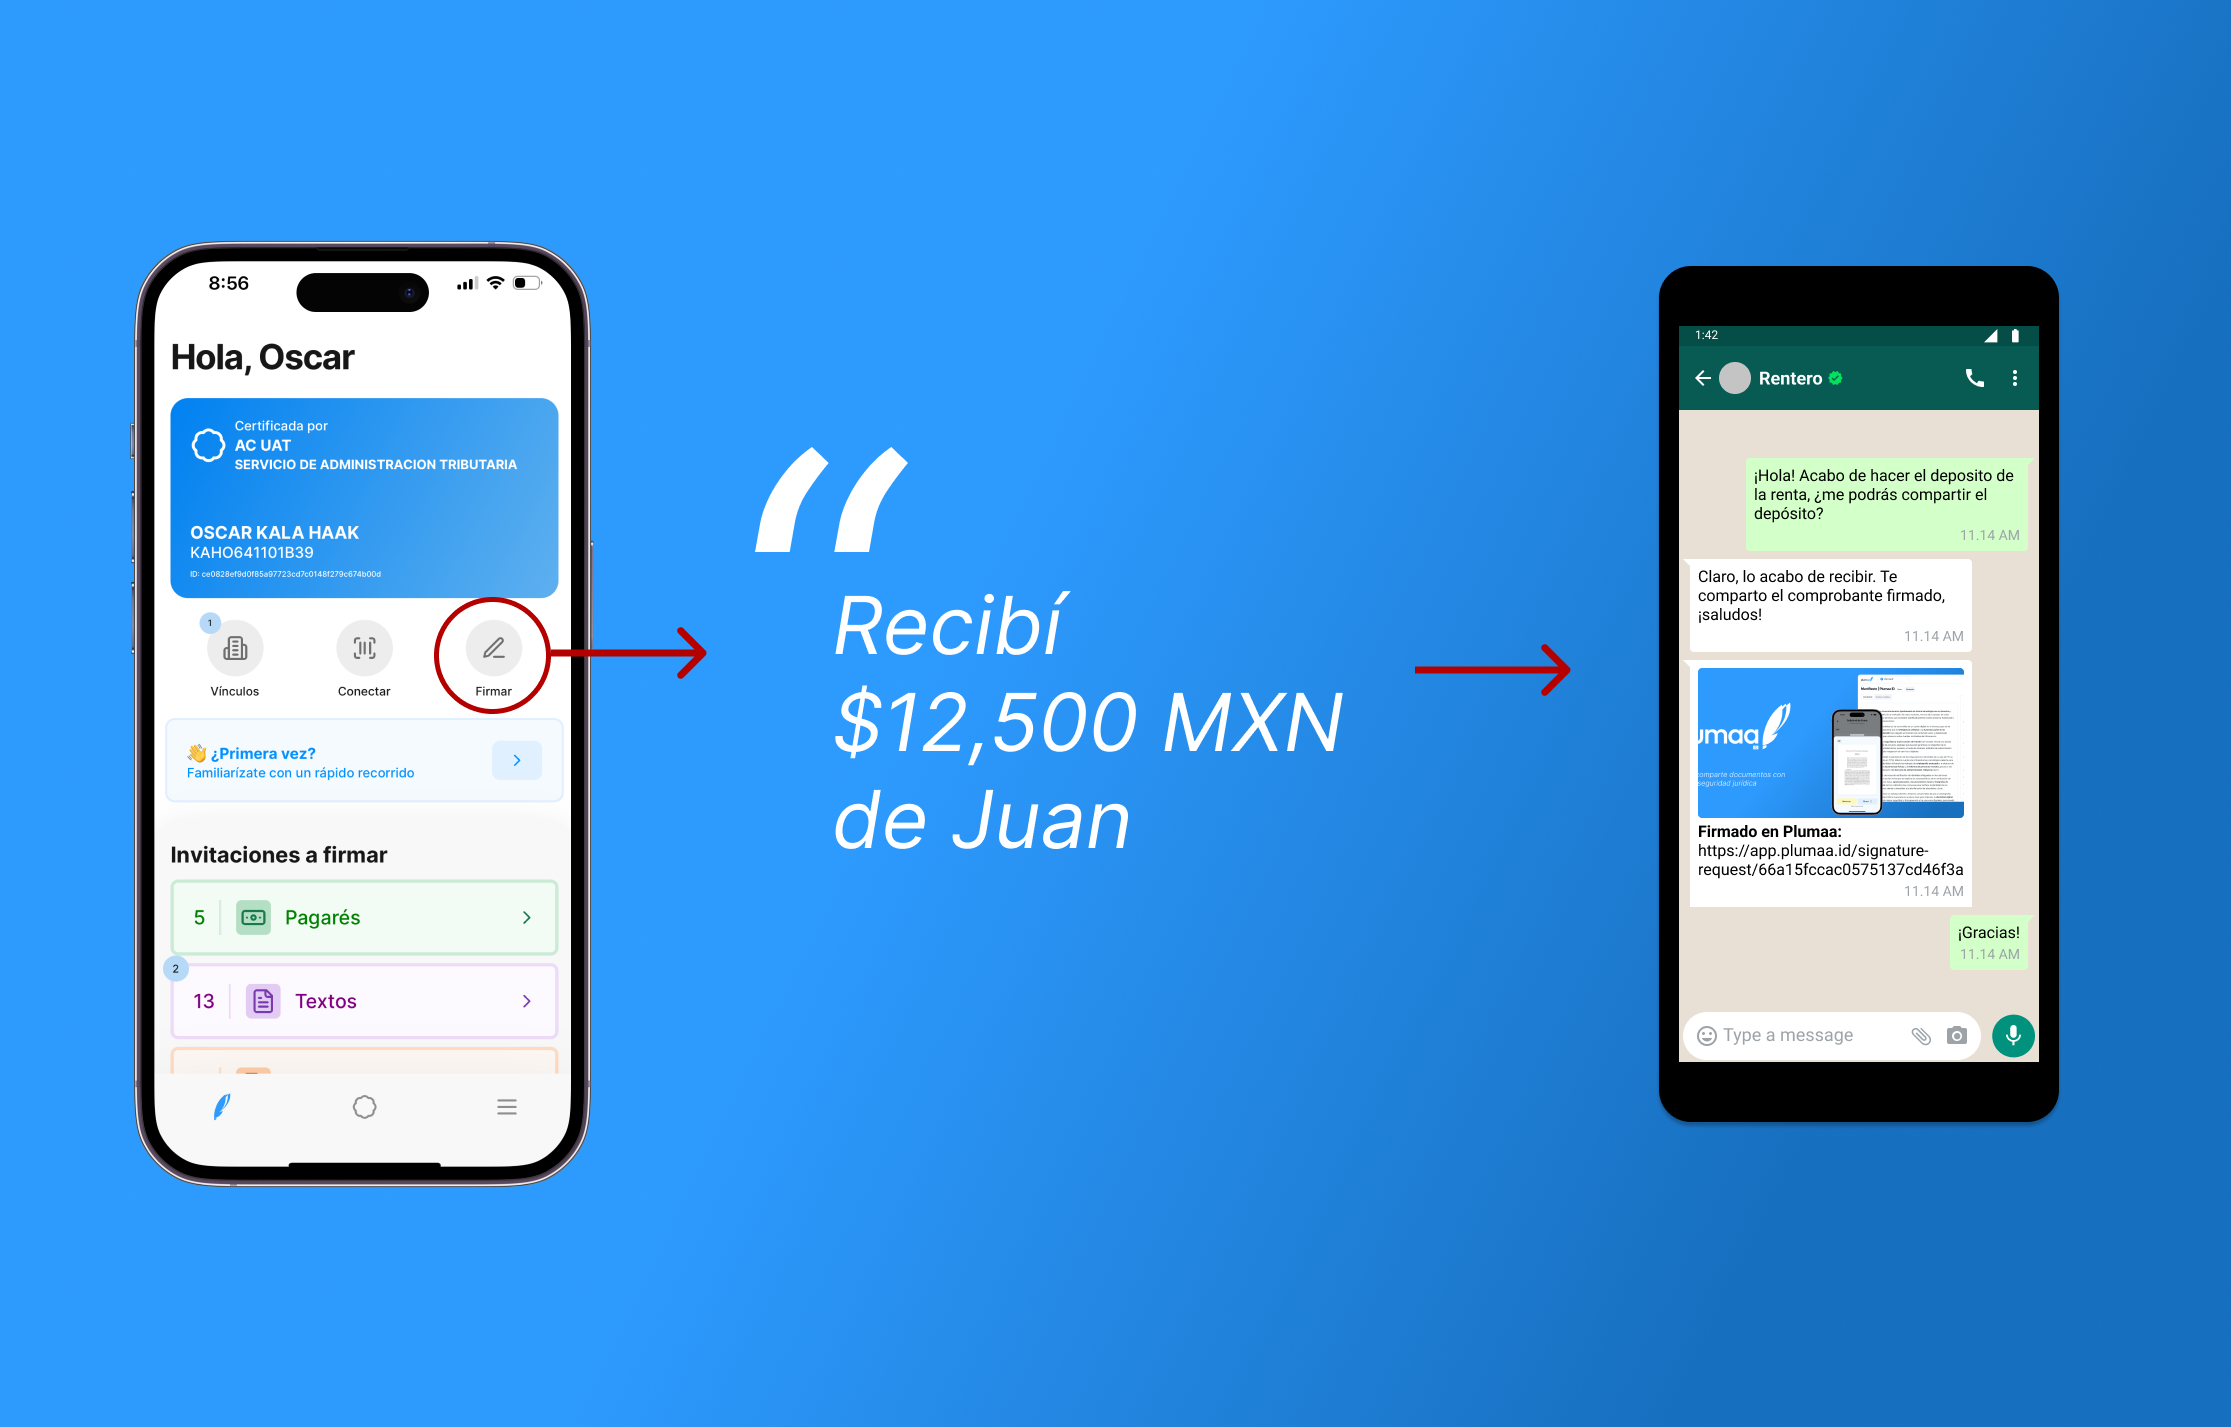 8:56
Hola, Oscar
Certificada por
AC UAT
SERVICIO DE ADMINISTRACION TRIBUTARIA
OSCAR KALA HAAK
KAHO641101B39
ID: ce0828ef9d0f85a97723cd7c0148f279c674b00d
1
Vínculos
Conectar
Firmar
👋 ¿Primera vez?
Familiarízate con un rápido recorrido
Invitaciones a firmar
5
Pagarés
2
13
Textos
“
Recibí
$12,500 MXN
de Juan
1:42
Rentero
¡Hola! Acabo de hacer el deposito de
la renta, ¿me podrás compartir el
depósito?
11.14 AM
Claro, lo acabo de recibir. Te
comparto el comprobante firmado,
¡saludos!
11.14 AM
umaa
comparte documentos con
seguridad jurídica
Firmado en Plumaa:
https://app.plumaa.id/signature-
request/66a15fccac0575137cd46f3a
11.14 AM
¡Gracias!
11.14 AM
Type a message